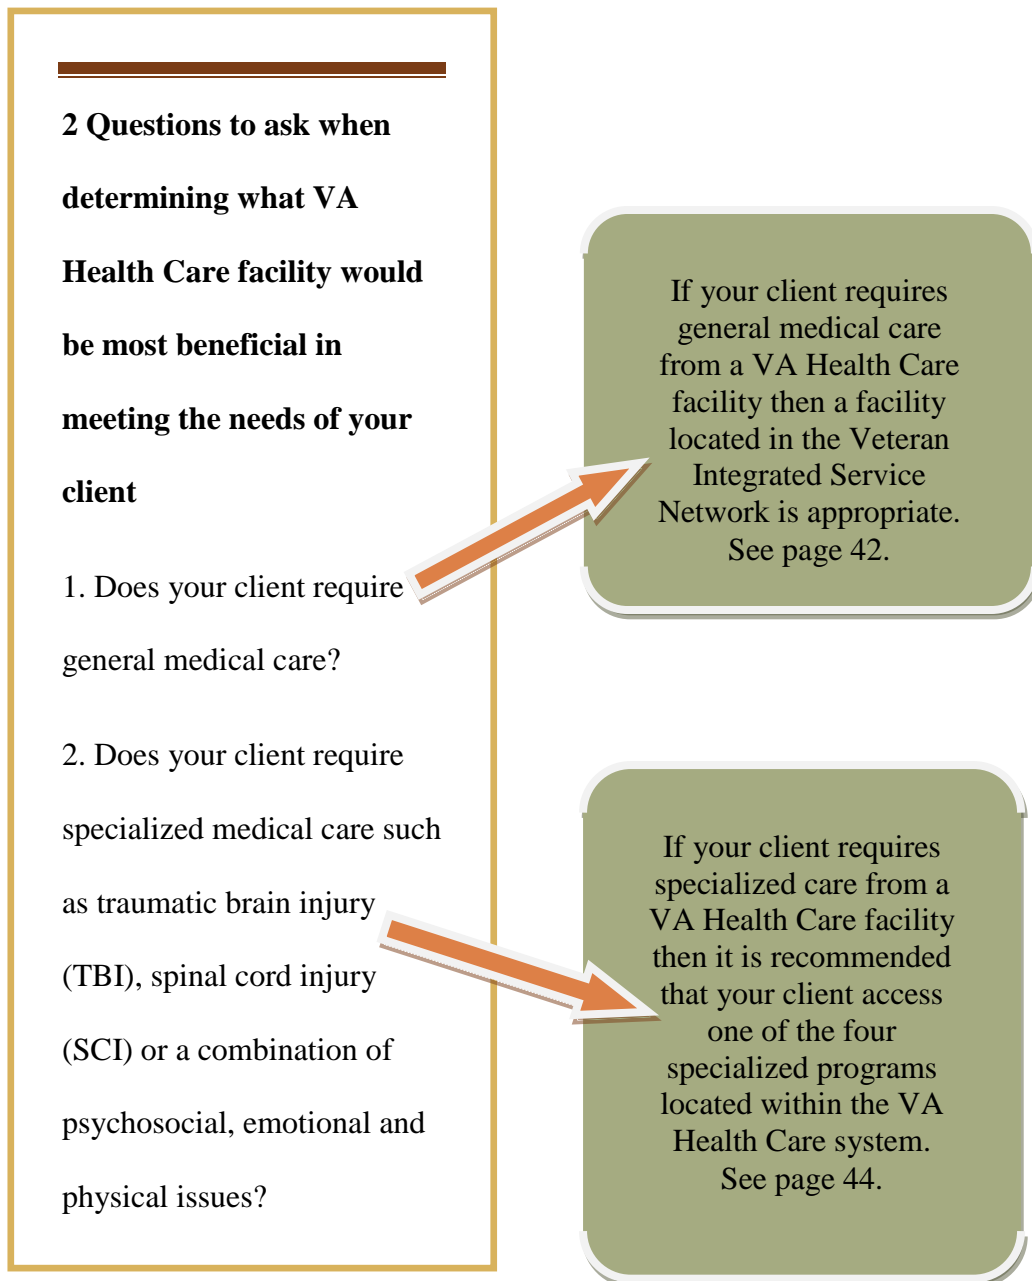 2 Questions to ask when
determining what VA
Health Care facility would
be most beneficial in
meeting the needs of your
client
1. Does your client require
general medical care?
2. Does your client require
specialized medical care such
as traumatic brain injury
(TBI), spinal cord injury
(SCI) or a combination of
psychosocial, emotional and
physical issues?
If your client requires
general medical care
from a VA Health Care
facility then a facility
located in the Veteran
Integrated Service
Network is appropriate.
See page 42.
If your client requires
specialized care from a
VA Health Care facility
then it is recommended
that your client access
one of the four
specialized programs
located within the VA
Health Care system.
See page 44.